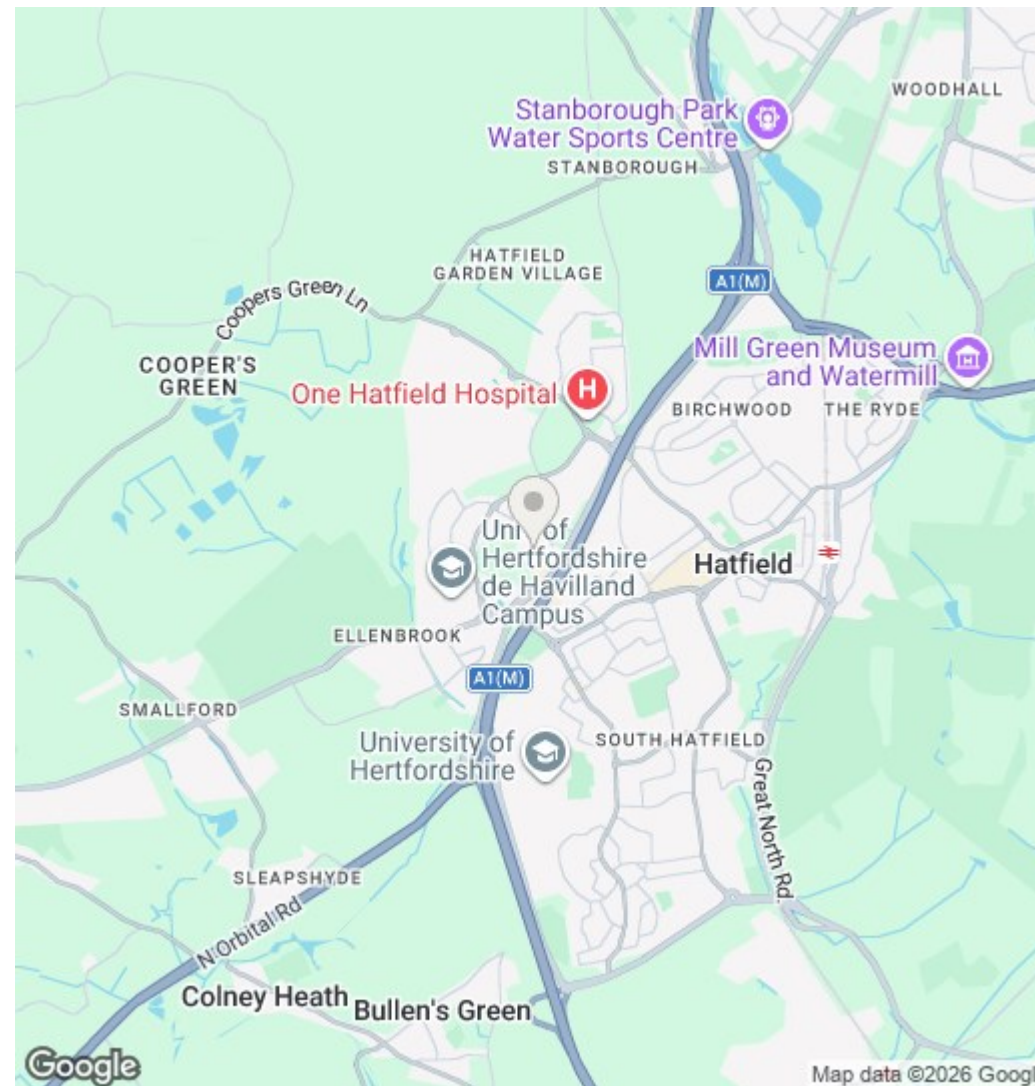 WOODHALL
Stanborough Park
Water Sports Centre
STANBOROUGH
HATFIELD
GARDEN VILLAGE
A1(M)
Coopers Green Ln
COOPER'S
GREEN
Mill Green Museum
and Watermill
One Hatfield Hospital
H
BIRCHWOOD
THE RYDE
Univ of
Hertfordshire
de Havilland
Campus
Hatfield
ELLENBROOK
A1(M)
SMALLFORD
University of
Hertfordshire
SOUTH HATFIELD
Great North Rd
SLEAPSHYDE
N Orbital Rd
Colney Heath
Bullen's Green
Google
Map data ©2026 Googl